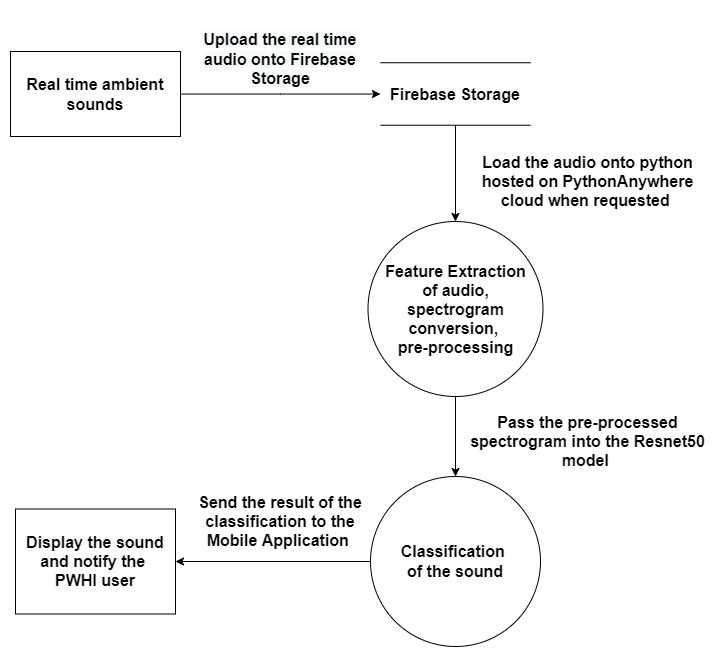 Upload the real time
audio onto Firebase
Storage
Real time ambient
sounds
Firebase Storage
Load the audio onto python
hosted on PythonAnywhere
cloud when requested
Feature Extraction
of audio,
spectrogram
conversion,
pre-processing
Pass the pre-processed
spectrogram into the Resnet50
model
Send the result of the
classification to the
Mobile Application
Classification
of the sound
Display the sound
and notify the
PWHI user